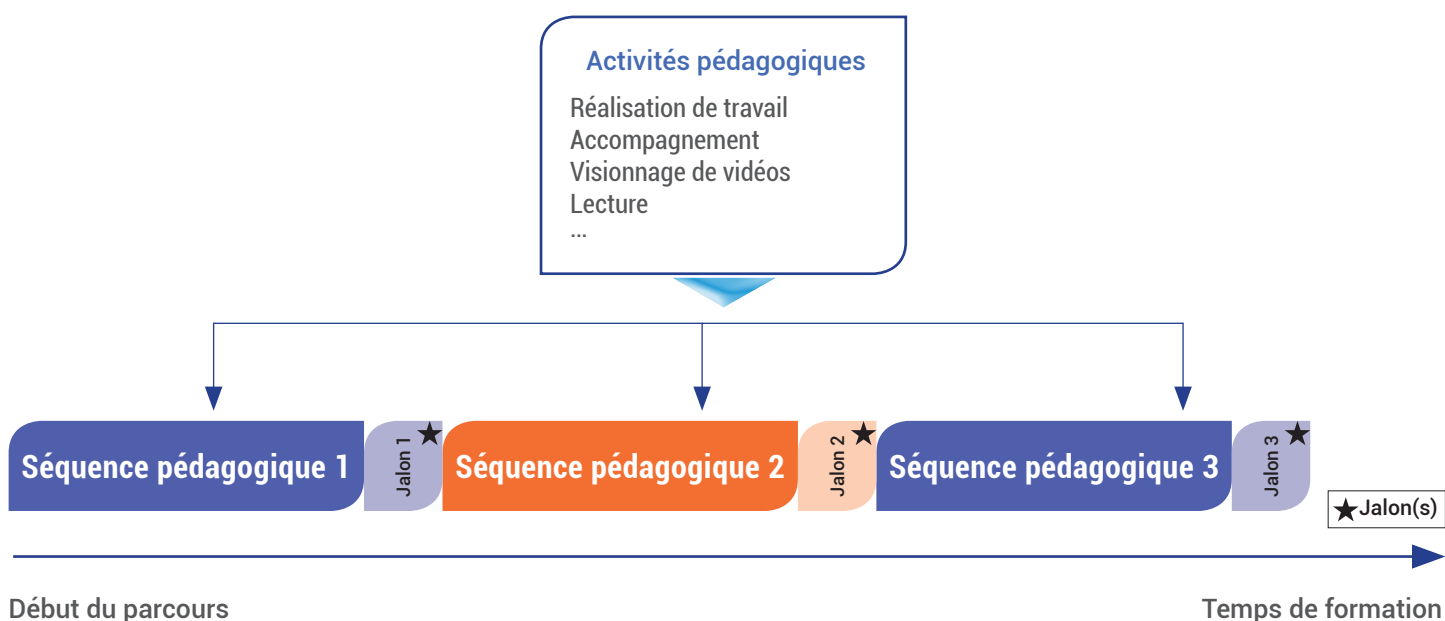 Activités pédagogiques
Réalisation de travail
Accompagnement
Visionnage de vidéos
Lecture
...
Séquence pédagogique 1
Jalon 1
Séquence pédagogique 2
Jalon 2
Séquence pédagogique 3
Jalon 3
Jalon(s)
Début du parcours
Temps de formation